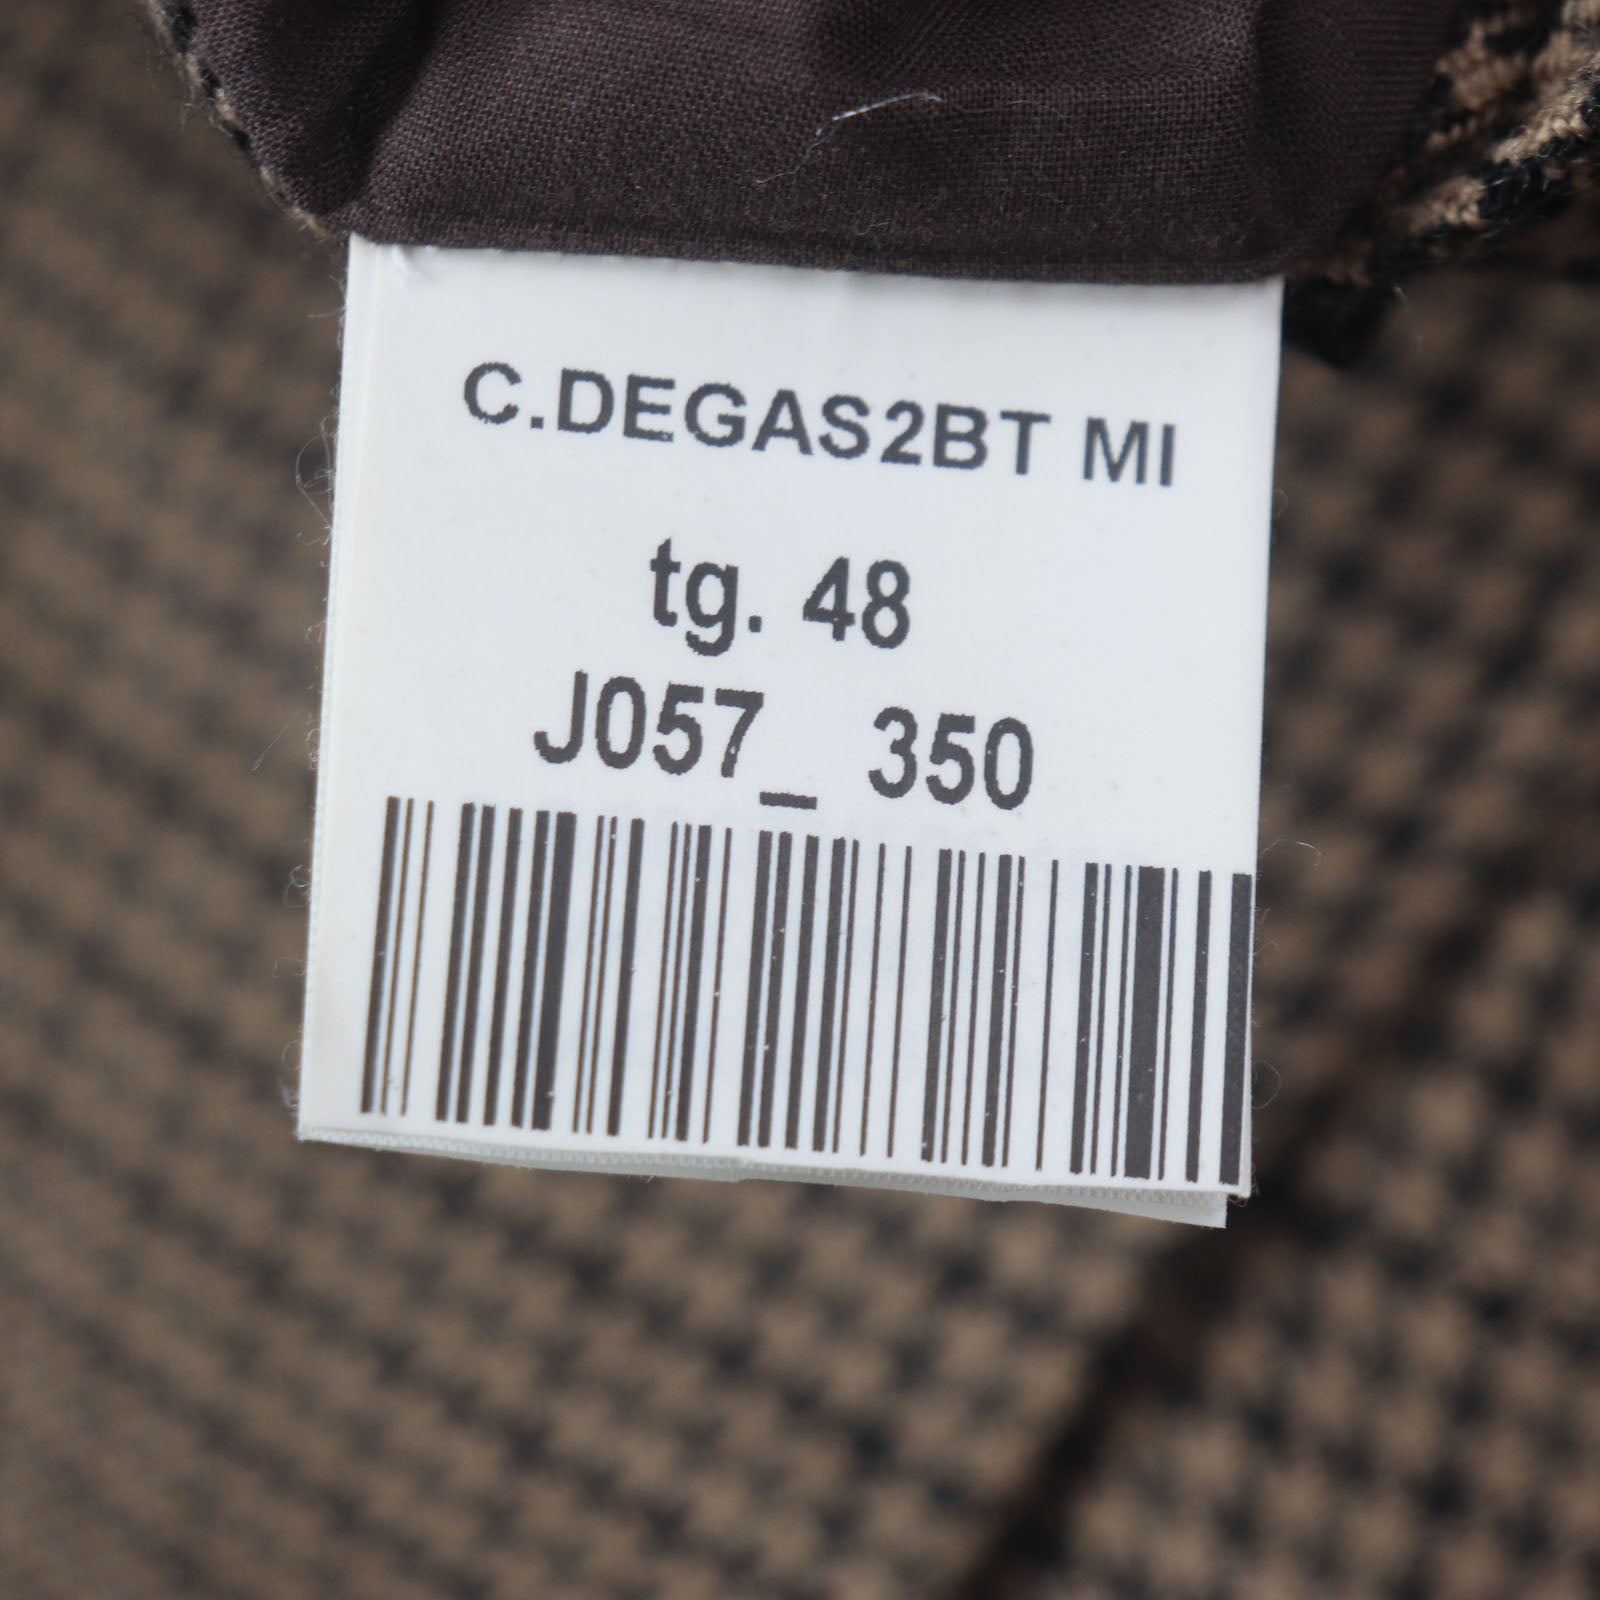 C.DEGAS2BT MI
tg. 48
J057_ 350